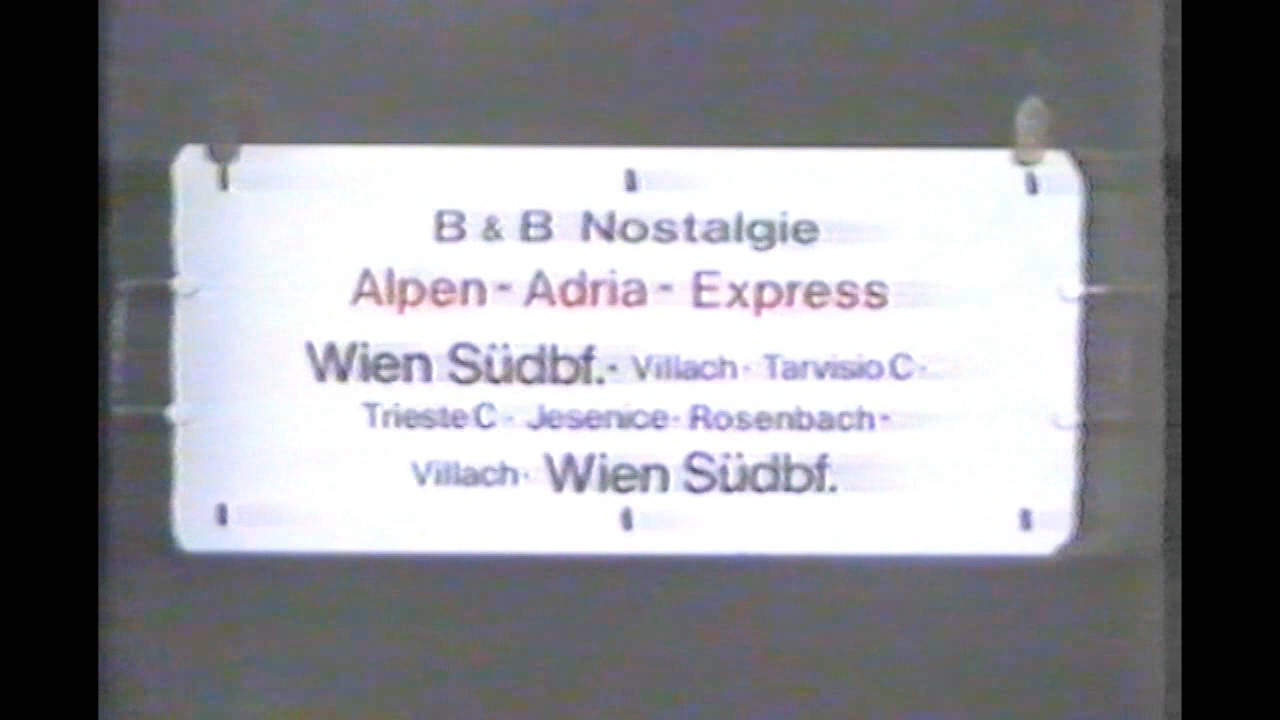 B & B Nostalgie
Alpen - Adria - Express
Wien Südbf.- Villach - Tarvisio C -
Trieste C - Jesenice - Rosenbach -
Villach - Wien Südbf.